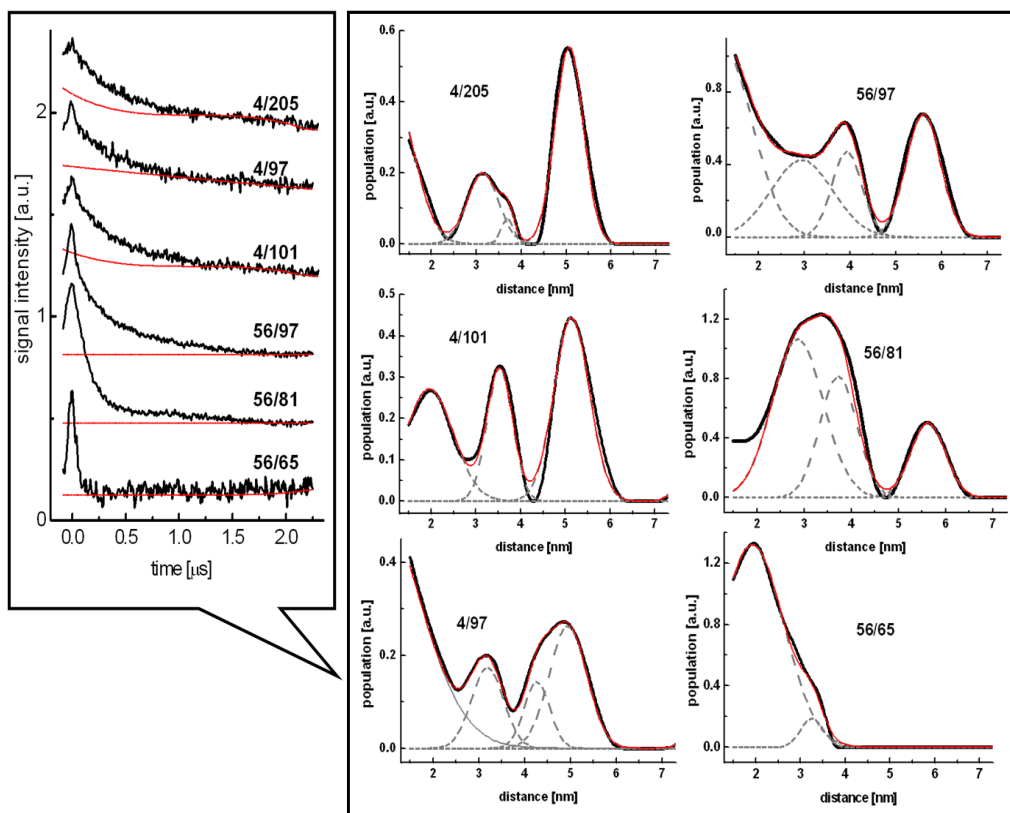 signal intensity [a.u.]
2
1
0
4/205
4/97
4/101
56/97
56/81
56/65
0.0 0.5 1.0 1.5 2.0
time [µs]
population [a.u.]
0.6
0.4
0.2
0.0
4/205
2 3 4 5 6 7
distance [nm]
population [a.u.]
0.8
0.4
0.0
56/97
2 3 4 5 6 7
distance [nm]
population [a.u.]
0.5
0.4
0.3
0.2
0.1
0.0
4/101
2 3 4 5 6 7
distance [nm]
population [a.u.]
1.2
0.8
0.4
0.0
56/81
2 3 4 5 6 7
distance [nm]
population [a.u.]
0.4
0.2
0.0
4/97
2 3 4 5 6 7
distance [nm]
population [a.u.]
1.2
0.8
0.4
0.0
56/65
2 3 4 5 6 7
distance [nm]